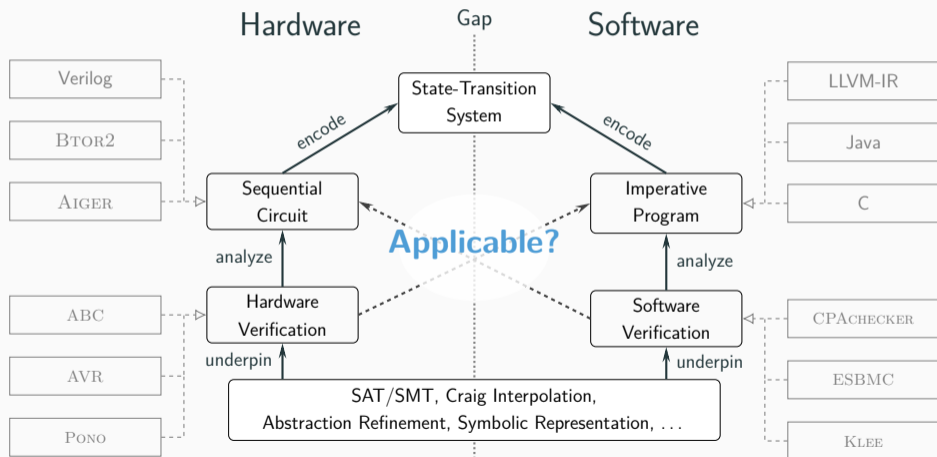 Hardware
Gap
Software
Verilog
BTOR2
AIGER
State-Transition
System
LLVM-IR
Java
C
encode
encode
Sequential
Circuit
Imperative
Program
Applicable?
analyze
analyze
ABC
AVR
PONO
Hardware
Verification
Software
Verification
CPACHECKER
ESBMC
KLEE
underpin
underpin
SAT/SMT, Craig Interpolation,
Abstraction Refinement, Symbolic Representation, ...